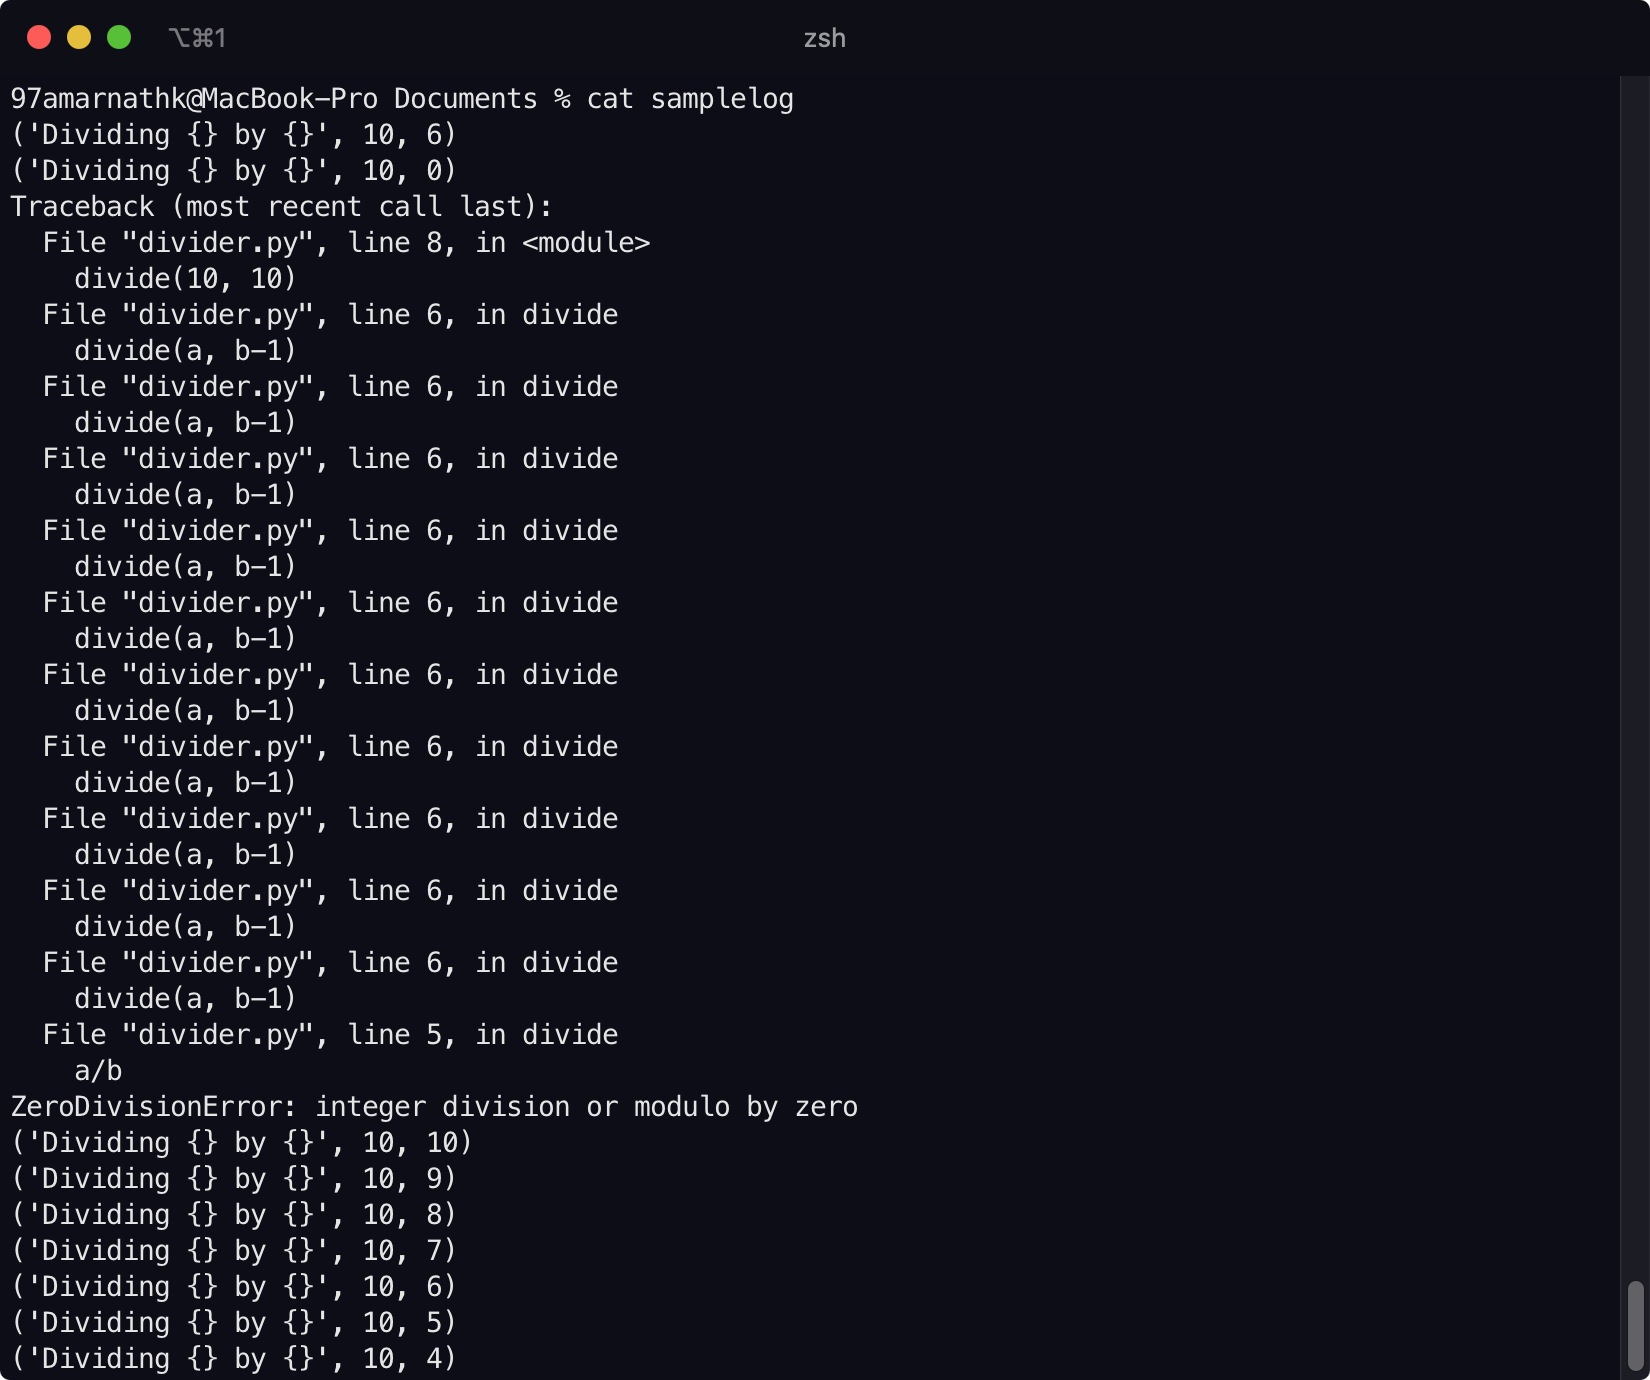 ⌥⌘1
zsh
97amarnathk@MacBook-Pro Documents % cat samplelog
('Dividing {} by {}', 10, 6)
('Dividing {} by {}', 10, 0)
Traceback (most recent call last):
  File "divider.py", line 8, in <module>
    divide(10, 10)
  File "divider.py", line 6, in divide
    divide(a, b-1)
  File "divider.py", line 6, in divide
    divide(a, b-1)
  File "divider.py", line 6, in divide
    divide(a, b-1)
  File "divider.py", line 6, in divide
    divide(a, b-1)
  File "divider.py", line 6, in divide
    divide(a, b-1)
  File "divider.py", line 6, in divide
    divide(a, b-1)
  File "divider.py", line 6, in divide
    divide(a, b-1)
  File "divider.py", line 6, in divide
    divide(a, b-1)
  File "divider.py", line 6, in divide
    divide(a, b-1)
  File "divider.py", line 6, in divide
    divide(a, b-1)
  File "divider.py", line 5, in divide
    a/b
ZeroDivisionError: integer division or modulo by zero
('Dividing {} by {}', 10, 10)
('Dividing {} by {}', 10, 9)
('Dividing {} by {}', 10, 8)
('Dividing {} by {}', 10, 7)
('Dividing {} by {}', 10, 6)
('Dividing {} by {}', 10, 5)
('Dividing {} by {}', 10, 4)